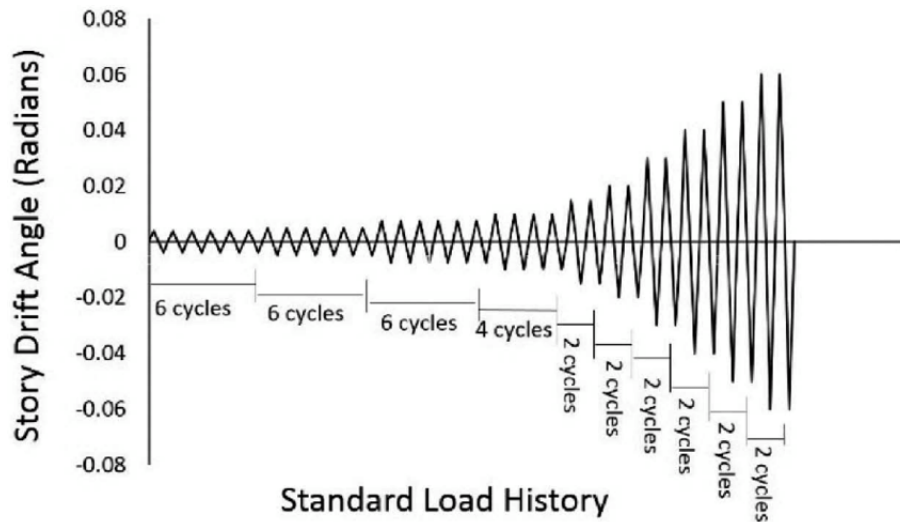 Story Drift Angle (Radians)
0.08
0.06
0.04
0.02
0
-0.02
-0.04
-0.06
-0.08
6 cycles
6 cycles
6 cycles
4 cycles
2 cycles
2 cycles
2 cycles
2 cycles
2 cycles
2 cycles
Standard Load History